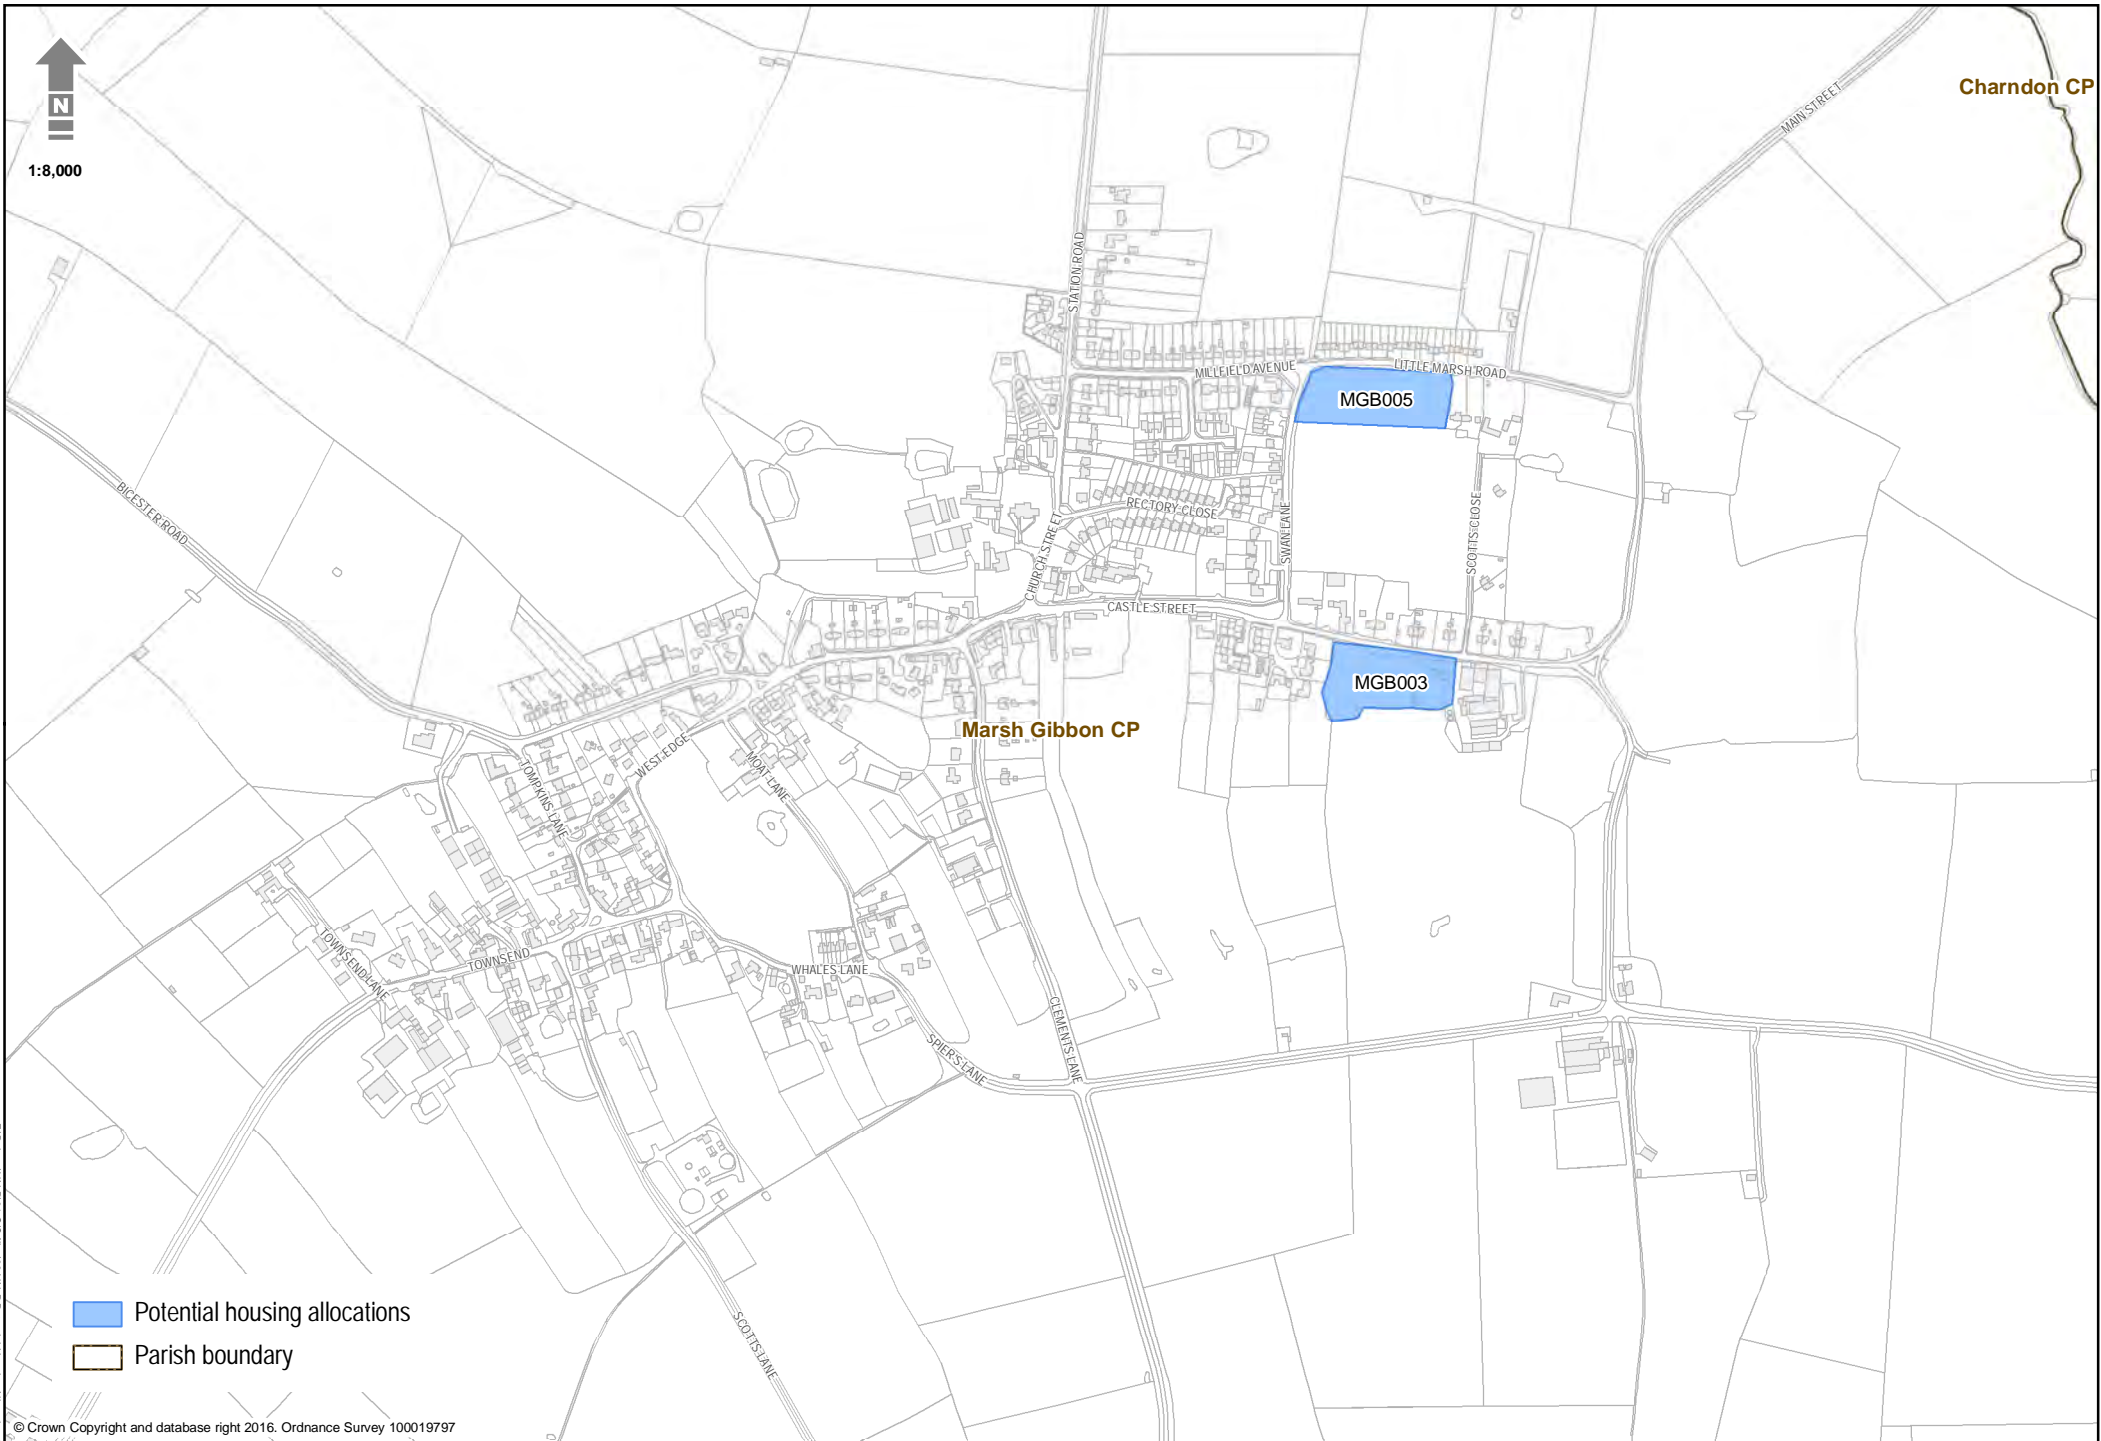 N
1:8,000
Charndon CP
MAIN STREET
STATION ROAD
MILLFIELD AVENUE
LITTLE MARSH ROAD
MGB005
BICESTER ROAD
RECTORY CLOSE
CHURCH STREET
SWAN LANE
SCOTTS CLOSE
CASTLE STREET
MGB003
Marsh Gibbon CP
WEST EDGE
MOAT LANE
TOMPKINS LANE
TOWNSEND LANE
TOWNSEND
WHALES LANE
SPIER'S LANE
CLEMENTS LANE
SCOTTS LANE
Potential housing allocations
Parish boundary
© Crown Copyright and database right 2016. Ordnance Survey 100019797